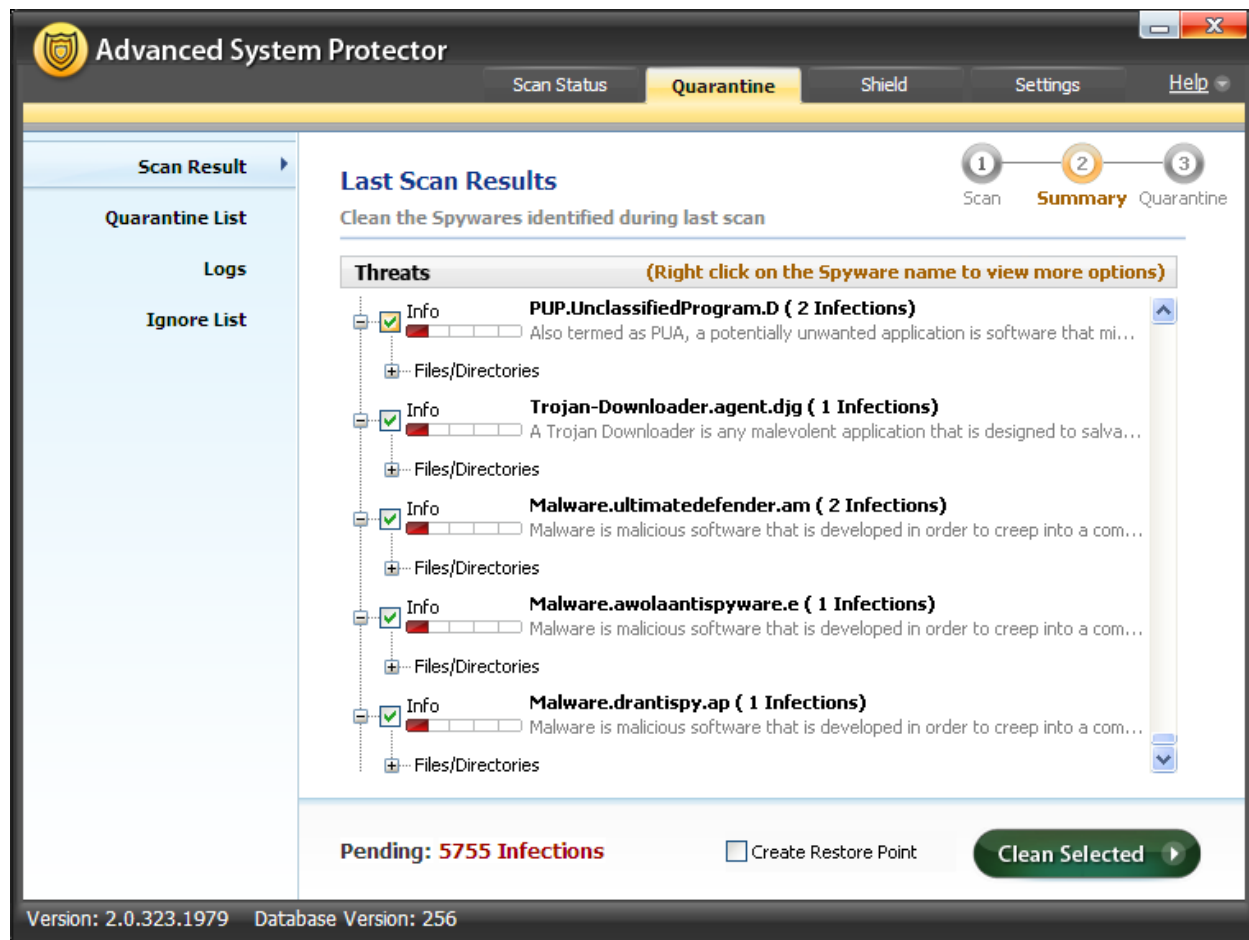 Advanced System Protector
Scan Status
Quarantine
Shield
Settings
Help
Scan Result
Quarantine List
Logs
Ignore List
Last Scan Results
Clean the Spywares identified during last scan
1
2
3
Scan
Summary
Quarantine
Threats
(Right click on the Spyware name to view more options)
Info
PUP.UnclassifiedProgram.D ( 2 Infections)
Also termed as PUA, a potentially unwanted application is software that mi...
Files/Directories
Info
Trojan-Downloader.agent.djg ( 1 Infections)
A Trojan Downloader is any malevolent application that is designed to salva...
Files/Directories
Info
Malware.ultimatedefender.am ( 2 Infections)
Malware is malicious software that is developed in order to creep into a com...
Files/Directories
Info
Malware.awolaantispyware.e ( 1 Infections)
Malware is malicious software that is developed in order to creep into a com...
Files/Directories
Info
Malware.drantispy.ap ( 1 Infections)
Malware is malicious software that is developed in order to creep into a com...
Files/Directories
Pending: 5755 Infections
Create Restore Point
Clean Selected
Version: 2.0.323.1979 Database Version: 256